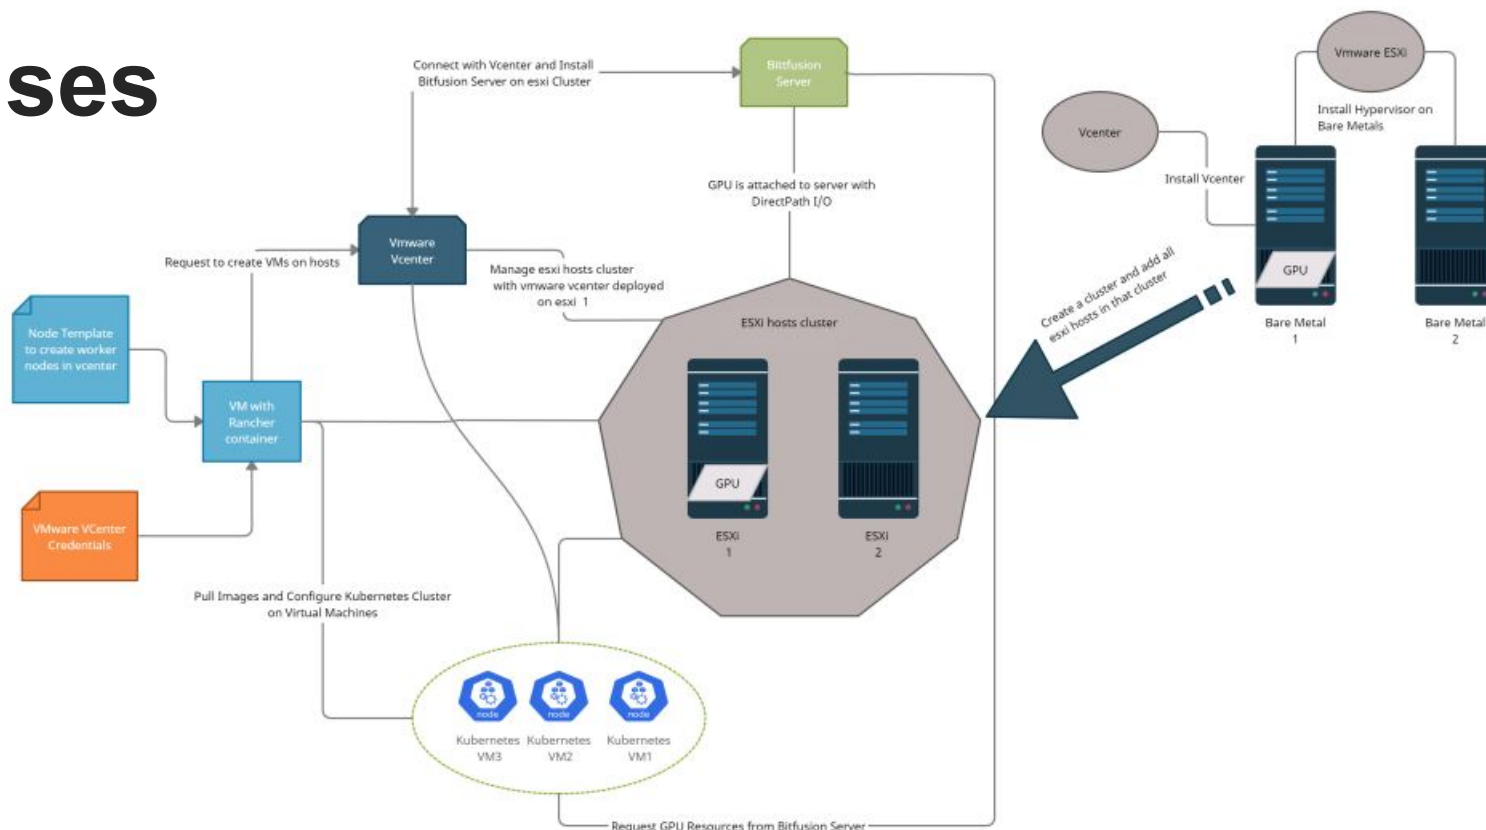 ses
Connect with Vcenter and Install
Bitfusion Server on esxi Cluster
Bittfusion
Server
Vmware ESXi
Install Hypervisor on
Bare Metals
Vcenter
Install Vcenter
GPU is attached to server with
DirectPath I/O
Vmware
Vcenter
Request to create VMs on hosts
Manage esxi hosts cluster
with vmware vcenter deployed
on esxi 1
Create a cluster and add all
esxi hosts in that cluster
GPU
Bare Metal
1
Bare Metal
2
Node Template
to create worker
nodes in vcenter
ESXi hosts cluster
VM with
Rancher
container
GPU
ESXi
1
ESXi
2
VMware VCenter
Credentials
Pull Images and Configure Kubernetes Cluster
on Virtual Machines
node
node
node
Kubernetes
VM3
Kubernetes
VM2
Kubernetes
VM1
Request GPU Resources from Bitfusion Server